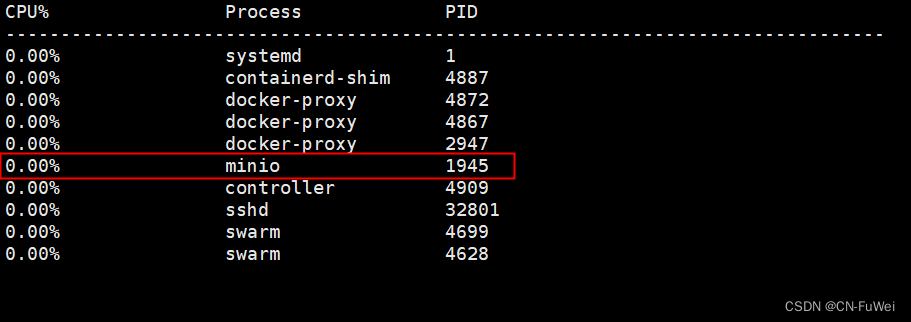 CPU% Process PID
--------------------------------------------------------------------------------
0.00% systemd 1
0.00% containerd-shim 4887
0.00% docker-proxy 4872
0.00% docker-proxy 4867
0.00% docker-proxy 2947
0.00% minio 1945
0.00% controller 4909
0.00% sshd 32801
0.00% swarm 4699
0.00% swarm 4628
CSDN @CN-FuWei